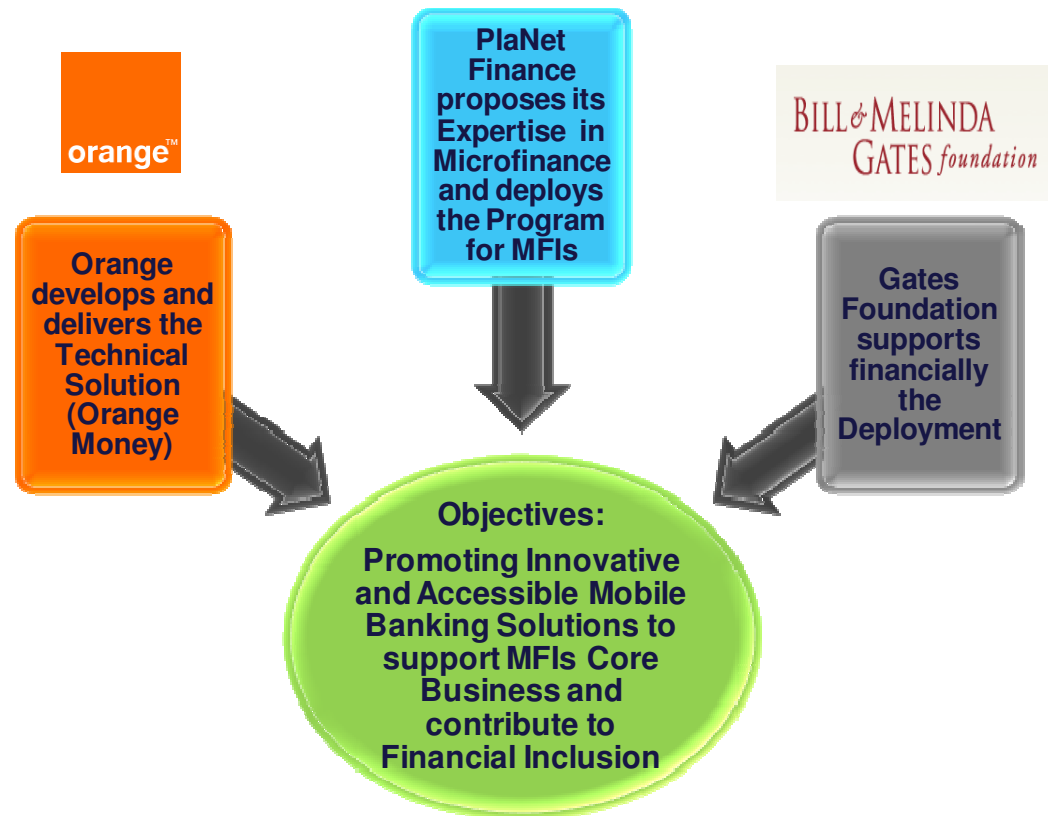 orange™
Orange
develops and
delivers the
Technical
Solution
(Orange
Money)
PlaNet
Finance
proposes its
Expertise in
Microfinance
and deploys
the Program
for MFIs
BILL & MELINDA
GATES foundation
Gates
Foundation
supports
financially
the
Deployment
Objectives:
Promoting Innovative
and Accessible Mobile
Banking Solutions to
support MFIs Core
Business and
contribute to
Financial Inclusion